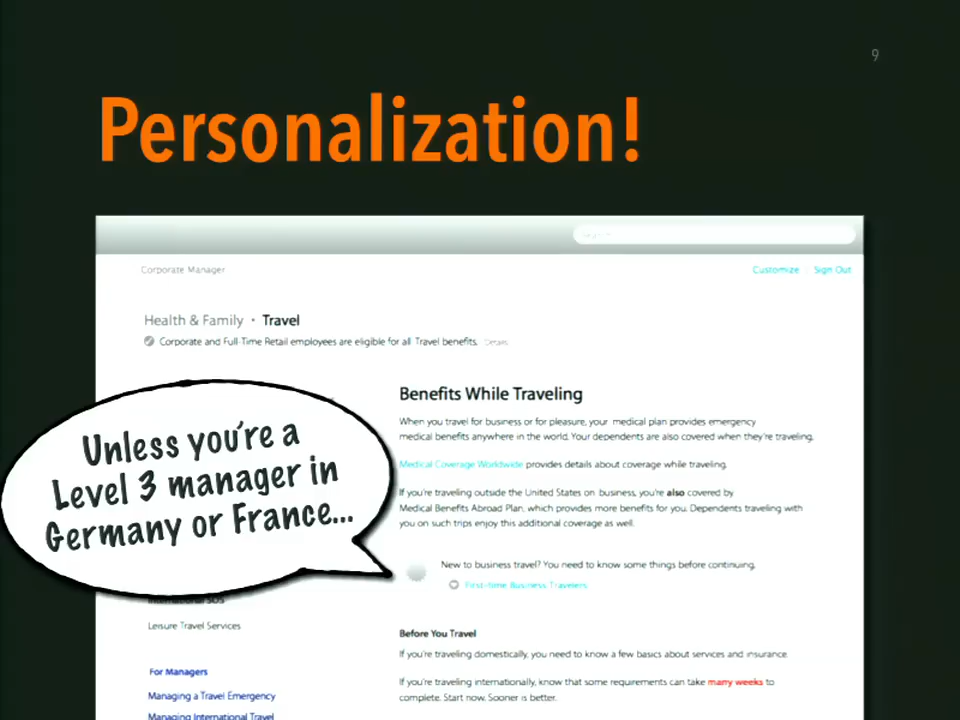 9
Personalization!
Search
Corporate Manager
Customize
Sign Out
Health & Family • Travel
Corporate and Full-Time Retail employees are eligible for all Travel benefits. Details
Unless you're a
Level 3 manager in
Germany or France...
International SOS
Leisure Travel Services
For Managers
Managing a Travel Emergency
Managing International Travel
Benefits While Traveling
When you travel for business or for pleasure, your medical plan provides emergency
medical benefits anywhere in the world. Your dependents are also covered when they're traveling.
Medical Coverage Worldwide provides details about coverage while traveling.
If you're traveling outside the United States on business, you're also covered by
Medical Benefits Abroad Plan, which provides more benefits for you. Dependents traveling with
you on such trips enjoy this additional coverage as well.
New to business travel? You need to know some things before continuing.
First-time Business Travelers
Before You Travel
If you're traveling domestically, you need to know a few basics about services and insurance.
If you're traveling internationally, know that some requirements can take many weeks to
complete. Start now. Sooner is better.